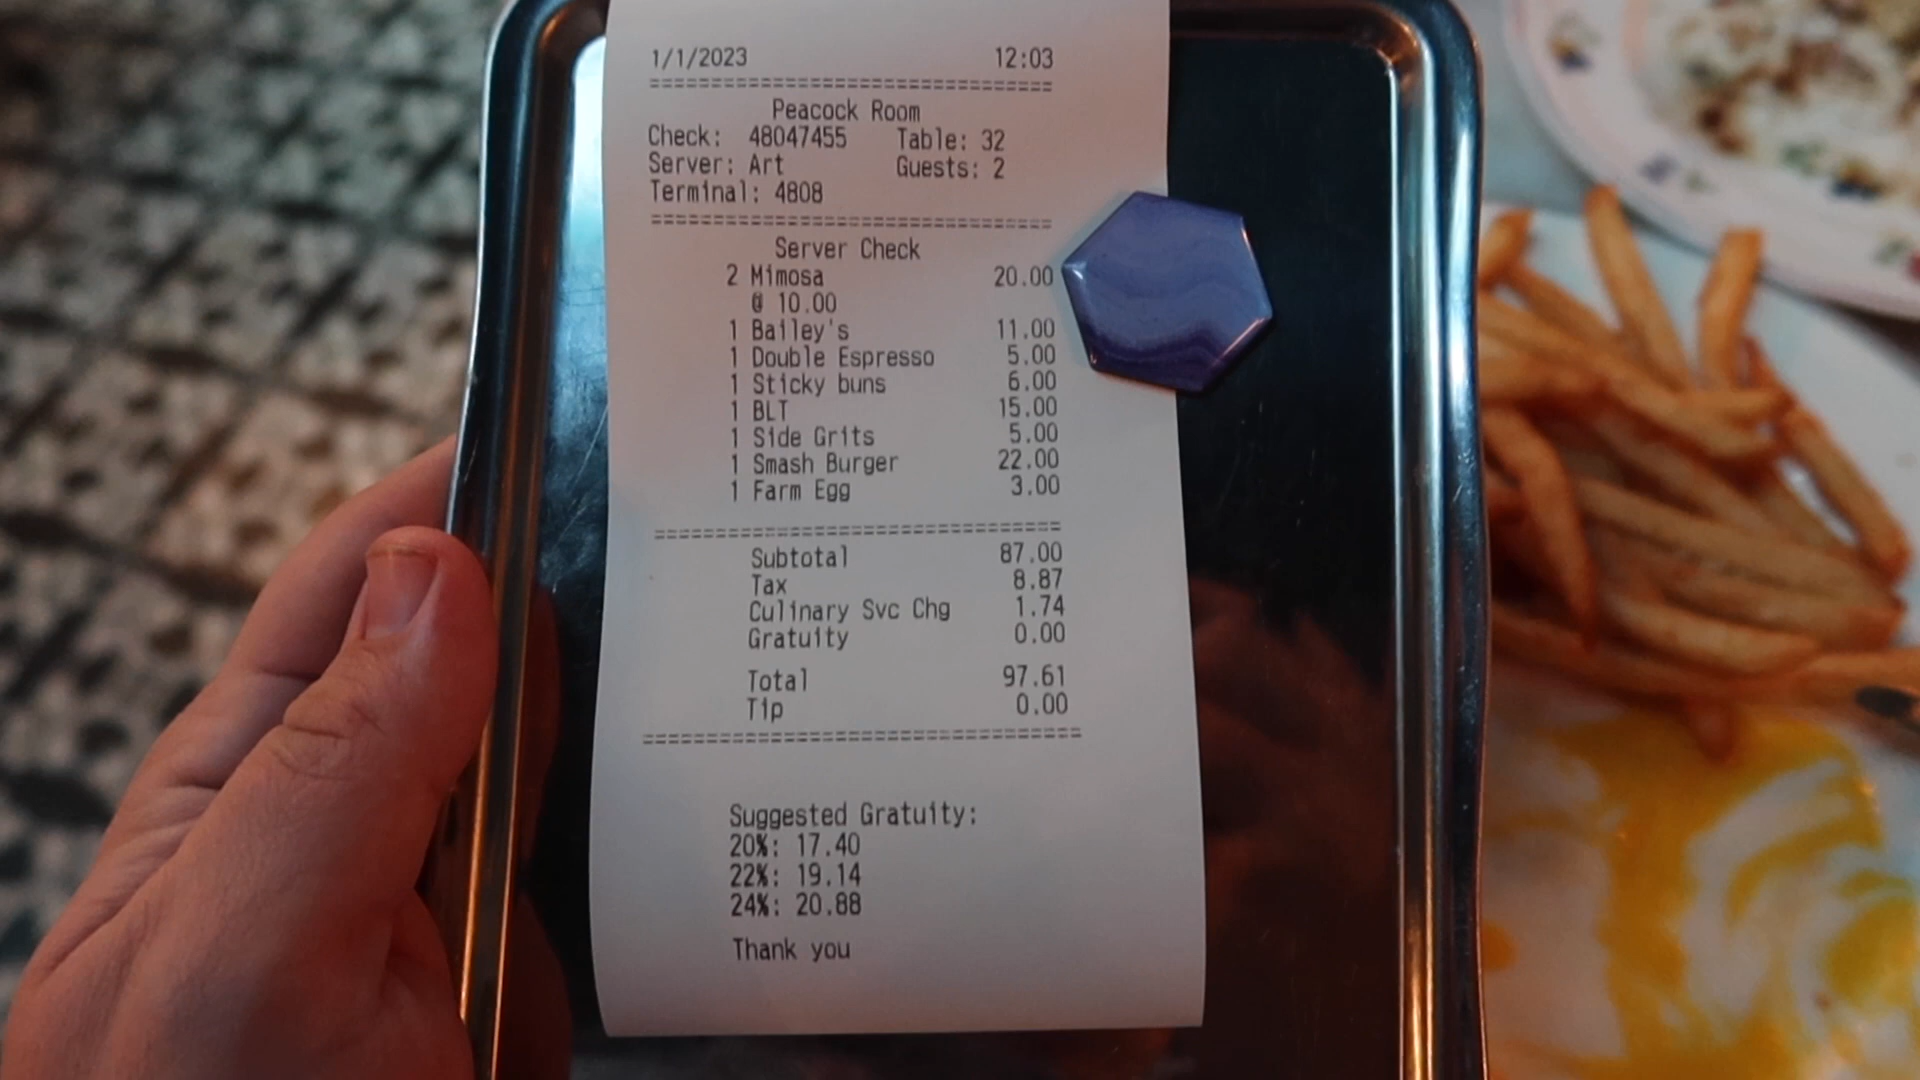 1/1/2023 12:03
================================
Peacock Room
Check: 48047455 Table: 32
Server: Art Guests: 2
Terminal: 4808
================================
Server Check
2 Mimosa 20.00
@ 10.00
1 Bailey's 11.00
1 Double Espresso 5.00
1 Sticky buns 6.00
1 BLT 15.00
1 Side Grits 5.00
1 Smash Burger 22.00
1 Farm Egg 3.00
================================
Subtotal 87.00
Tax 8.87
Culinary Svc Chg 1.74
Gratuity 0.00
Total 97.61
Tip 0.00
================================
Suggested Gratuity:
20%: 17.40
22%: 19.14
24%: 20.88
Thank you